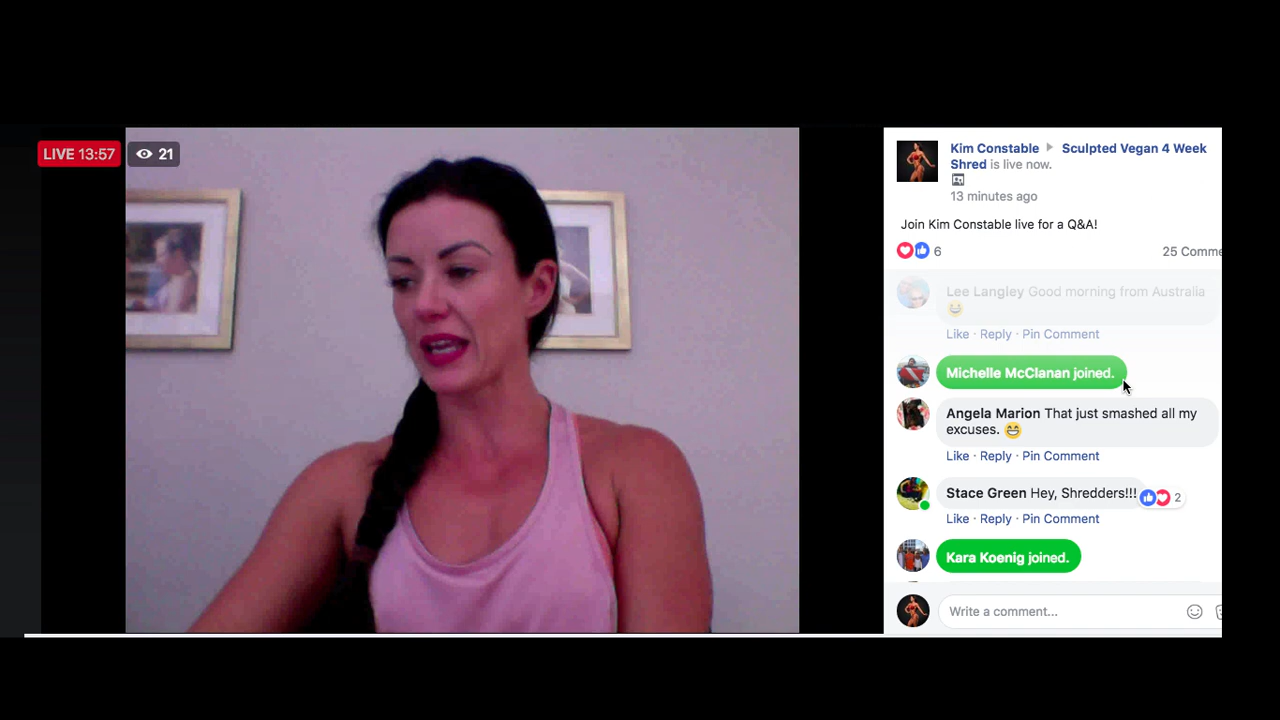 LIVE 13:57
21
Kim Constable Sculpted Vegan 4 Week
Shred is live now.
13 minutes ago
Join Kim Constable live for a Q&A!
6
25 Comme
Lee Langley Good morning from Australia
Like · Reply · Pin Comment
Michelle McClanan joined.
Angela Marion That just smashed all my
excuses.
Like · Reply · Pin Comment
Stace Green Hey, Shredders!!!
2
Like · Reply · Pin Comment
Kara Koenig joined.
Write a comment...